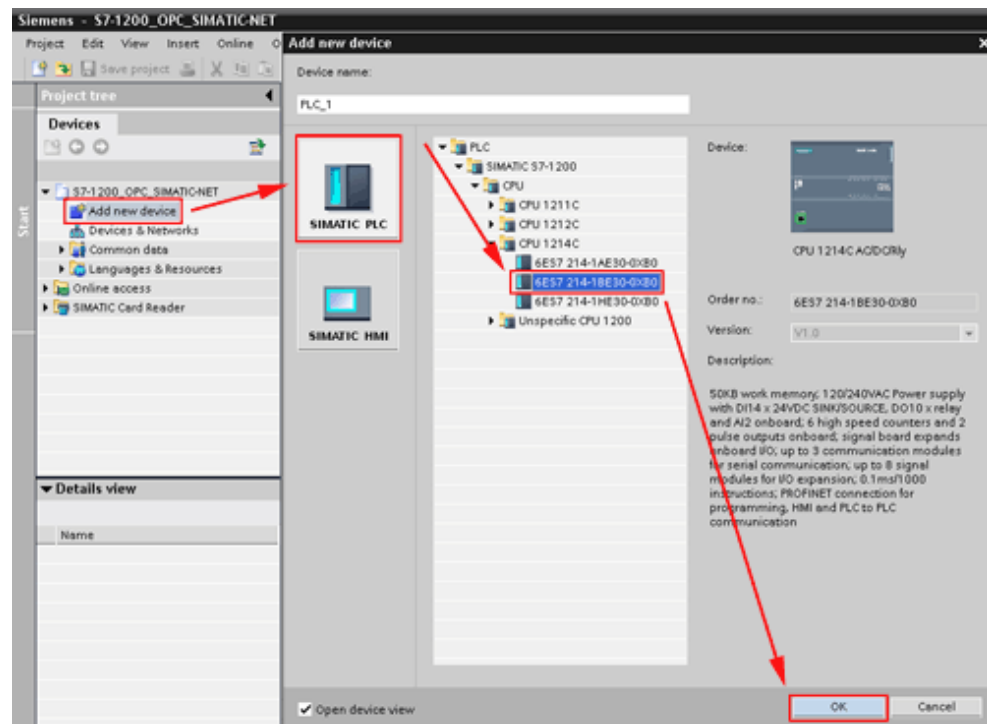 Siemens - S7-1200_OPC_SIMATIC-NET
Project Edit View Insert Online O
Save project
Project tree
Devices
S7-1200_OPC_SIMATIC-NET
Add new device
Devices & Networks
Common data
Languages & Resources
Online access
SIMATIC Card Reader
Start
Details view
Name
Add new device
Device name:
PLC_1
SIMATIC PLC
SIMATIC HMI
PLC
SIMATIC S7-1200
CPU
CPU 1211C
CPU 1212C
CPU 1214C
6ES7 214-1AE30-0XB0
6ES7 214-1BE30-0XB0
6ES7 214-1HE30-0XB0
Unspecific CPU 1200
Device:
CPU 1214C AC/DC/Rly
Order no.:
6ES7 214-1BE30-0XB0
Version:
V1.0
Description:
50KB work memory; 120/240VAC Power supply
with DI14 x 24VDC SINK/SOURCE, DO10 x relay
and AI2 onboard; 6 high speed counters and 2
pulse outputs onboard; signal board expands
onboard I/O; up to 3 communication modules
for serial communication; up to 8 signal
modules for I/O expansion; 0.1ms/1000
instructions; PROFINET connection for
programming, HMI and PLC to PLC
communication
Open device view
OK
Cancel